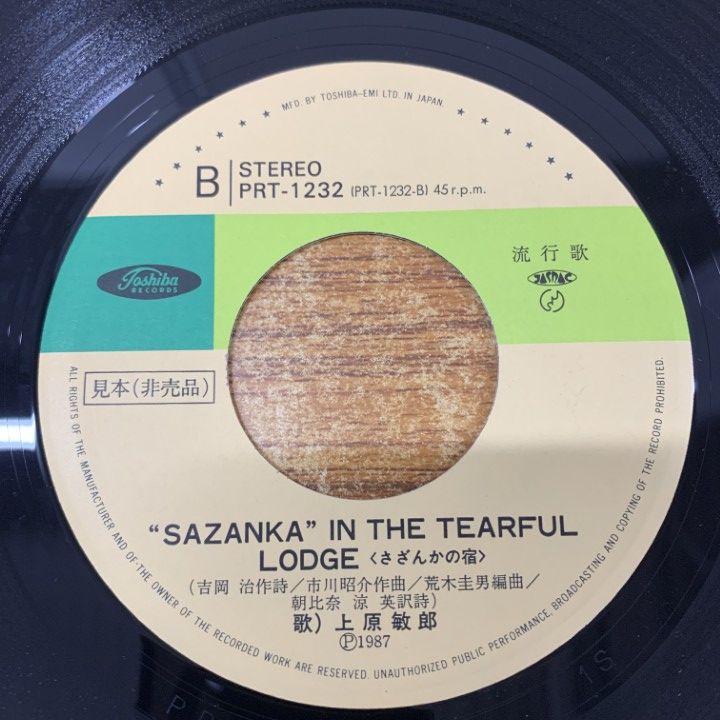 MFD. BY TOSHIBA-EMI LTD. IN JAPAN.
B
STEREO
PRT-1232 (PRT-1232-B) 45 r.p.m.
Toshiba
RECORDS
流行歌
JASRAC
見本(非売品)
"SAZANKA" IN THE TEARFUL
LODGE <さざんかの宿>
(吉岡 治作詩/市川昭介作曲/荒木圭男編曲/
朝比奈 涼 英訳詩)
歌) 上原敏郎
Ⓟ1987
ALL RIGHTS OF THE MANUFACTURER AND OF THE OWNER OF THE RECORDED WORK ARE RESERVED. UNAUTHORIZED PUBLIC PERFORMANCE, BROADCASTING AND COPYING OF THE RECORD PROHIBITED.
1S